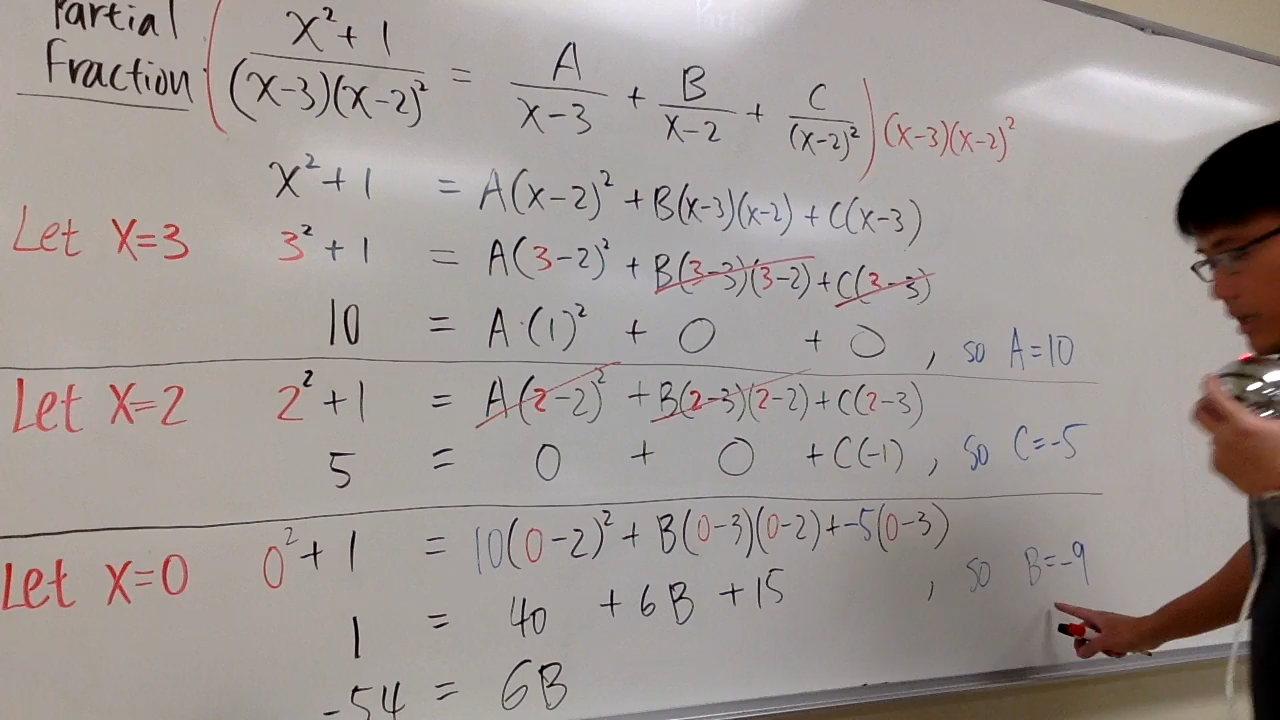 Partial Fraction
( (x²+1)/((x-3)(x-2)²) = A/(x-3) + B/(x-2) + C/((x-2)²) ) (x-3)(x-2)²
x²+1 = A(x-2)² + B(x-3)(x-2) + C(x-3)
Let x=3 3²+1 = A(3-2)² + B(3-3)(3-2) + C(3-3)
10 = A·(1)² + 0 + 0 , so A=10
Let x=2 2²+1 = A(2-2)² + B(2-3)(2-2) + C(2-3)
5 = 0 + 0 + C(-1) , so C=-5
Let x=0 0²+1 = 10(0-2)² + B(0-3)(0-2) + -5(0-3)
1 = 40 + 6B + 15 , so B=-9
-54 = 6B